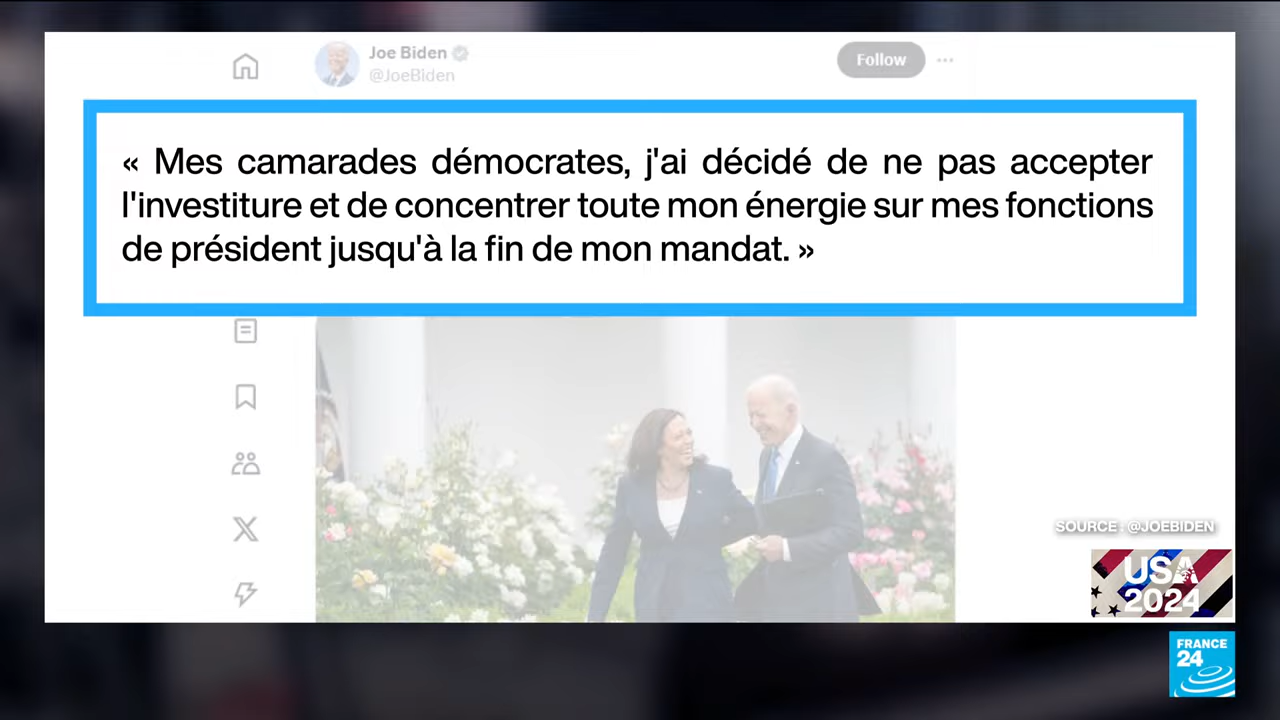 Joe Biden
@JoeBiden
Follow
« Mes camarades démocrates, j'ai décidé de ne pas accepter
l'investiture et de concentrer toute mon énergie sur mes fonctions
de président jusqu'à la fin de mon mandat. »
SOURCE : @JOEBIDEN
USA
2024
FRANCE
24